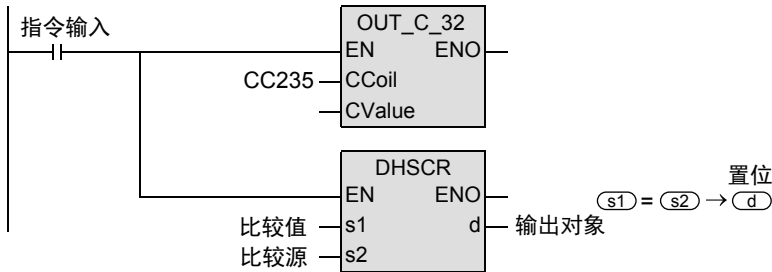 指令输入
OUT_C_32
EN ENO
CC235 CCoil
CValue
DHSCR
EN ENO
比较值 s1 d 输出对象
比较源 s2
置位
s1 = s2 → d